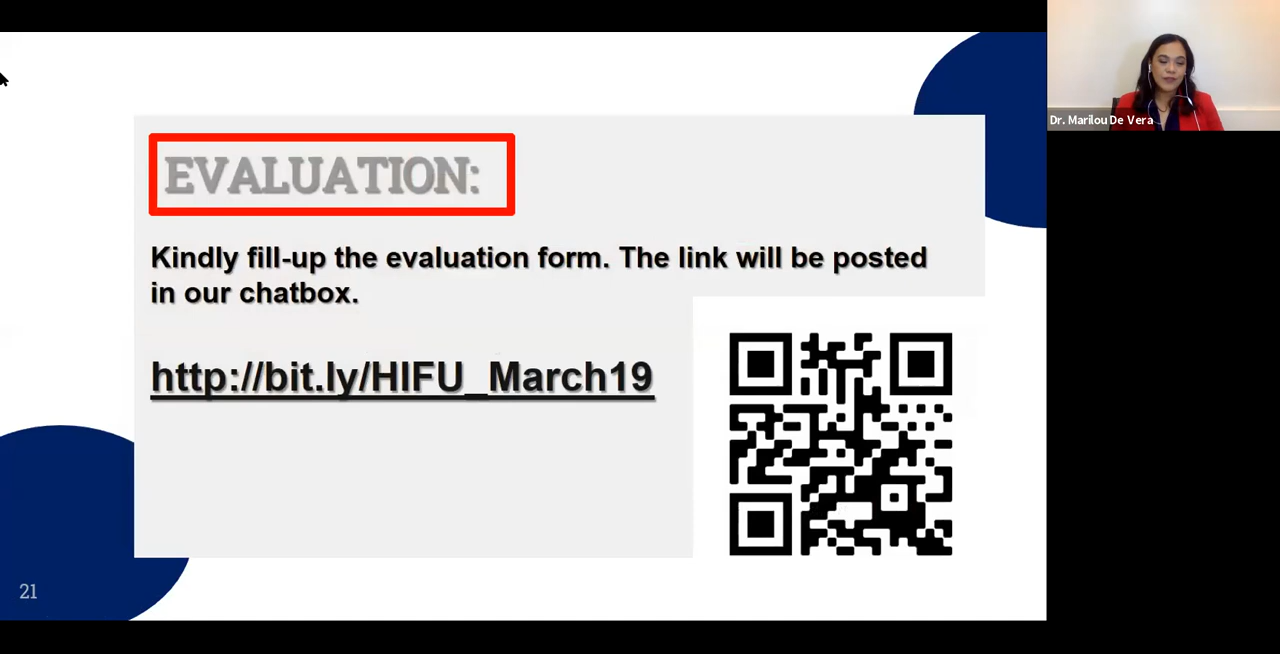 EVALUATION:
Kindly fill-up the evaluation form. The link will be posted
in our chatbox.
http://bit.ly/HIFU_March19
21
Dr. Marilou De Vera